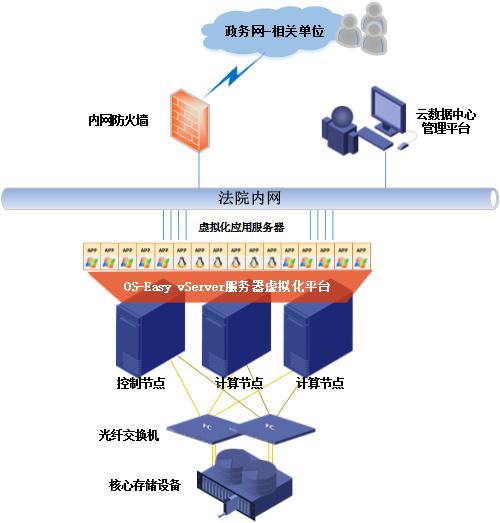 政务网-相关单位
内网防火墙
云数据中心
管理平台
法院内网
虚拟化应用服务器
APP APP APP APP APP APP APP APP APP APP APP APP APP APP APP APP
OS-Easy vServer服务器虚拟化平台
控制节点
计算节点
计算节点
光纤交换机
核心存储设备